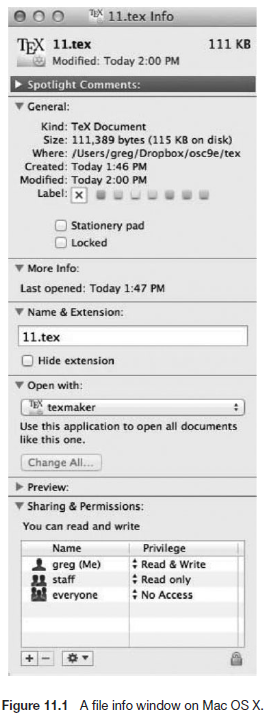 TEX 11.tex Info
TEX 11.tex 111 KB
Modified: Today 2:00 PM
Spotlight Comments:
General:
Kind: TeX Document
Size: 111,389 bytes (115 KB on disk)
Where: /Users/greg/Dropbox/osc9e/tex
Created: Today 1:46 PM
Modified: Today 2:00 PM
Label:
Stationery pad
Locked
More Info:
Last opened: Today 1:47 PM
Name & Extension:
11.tex
Hide extension
Open with:
TEX texmaker
Use this application to open all documents
like this one.
Change All...
Preview:
Sharing & Permissions:
You can read and write
Name Privilege
greg (Me) Read & Write
staff Read only
everyone No Access
Figure 11.1 A file info window on Mac OS X.